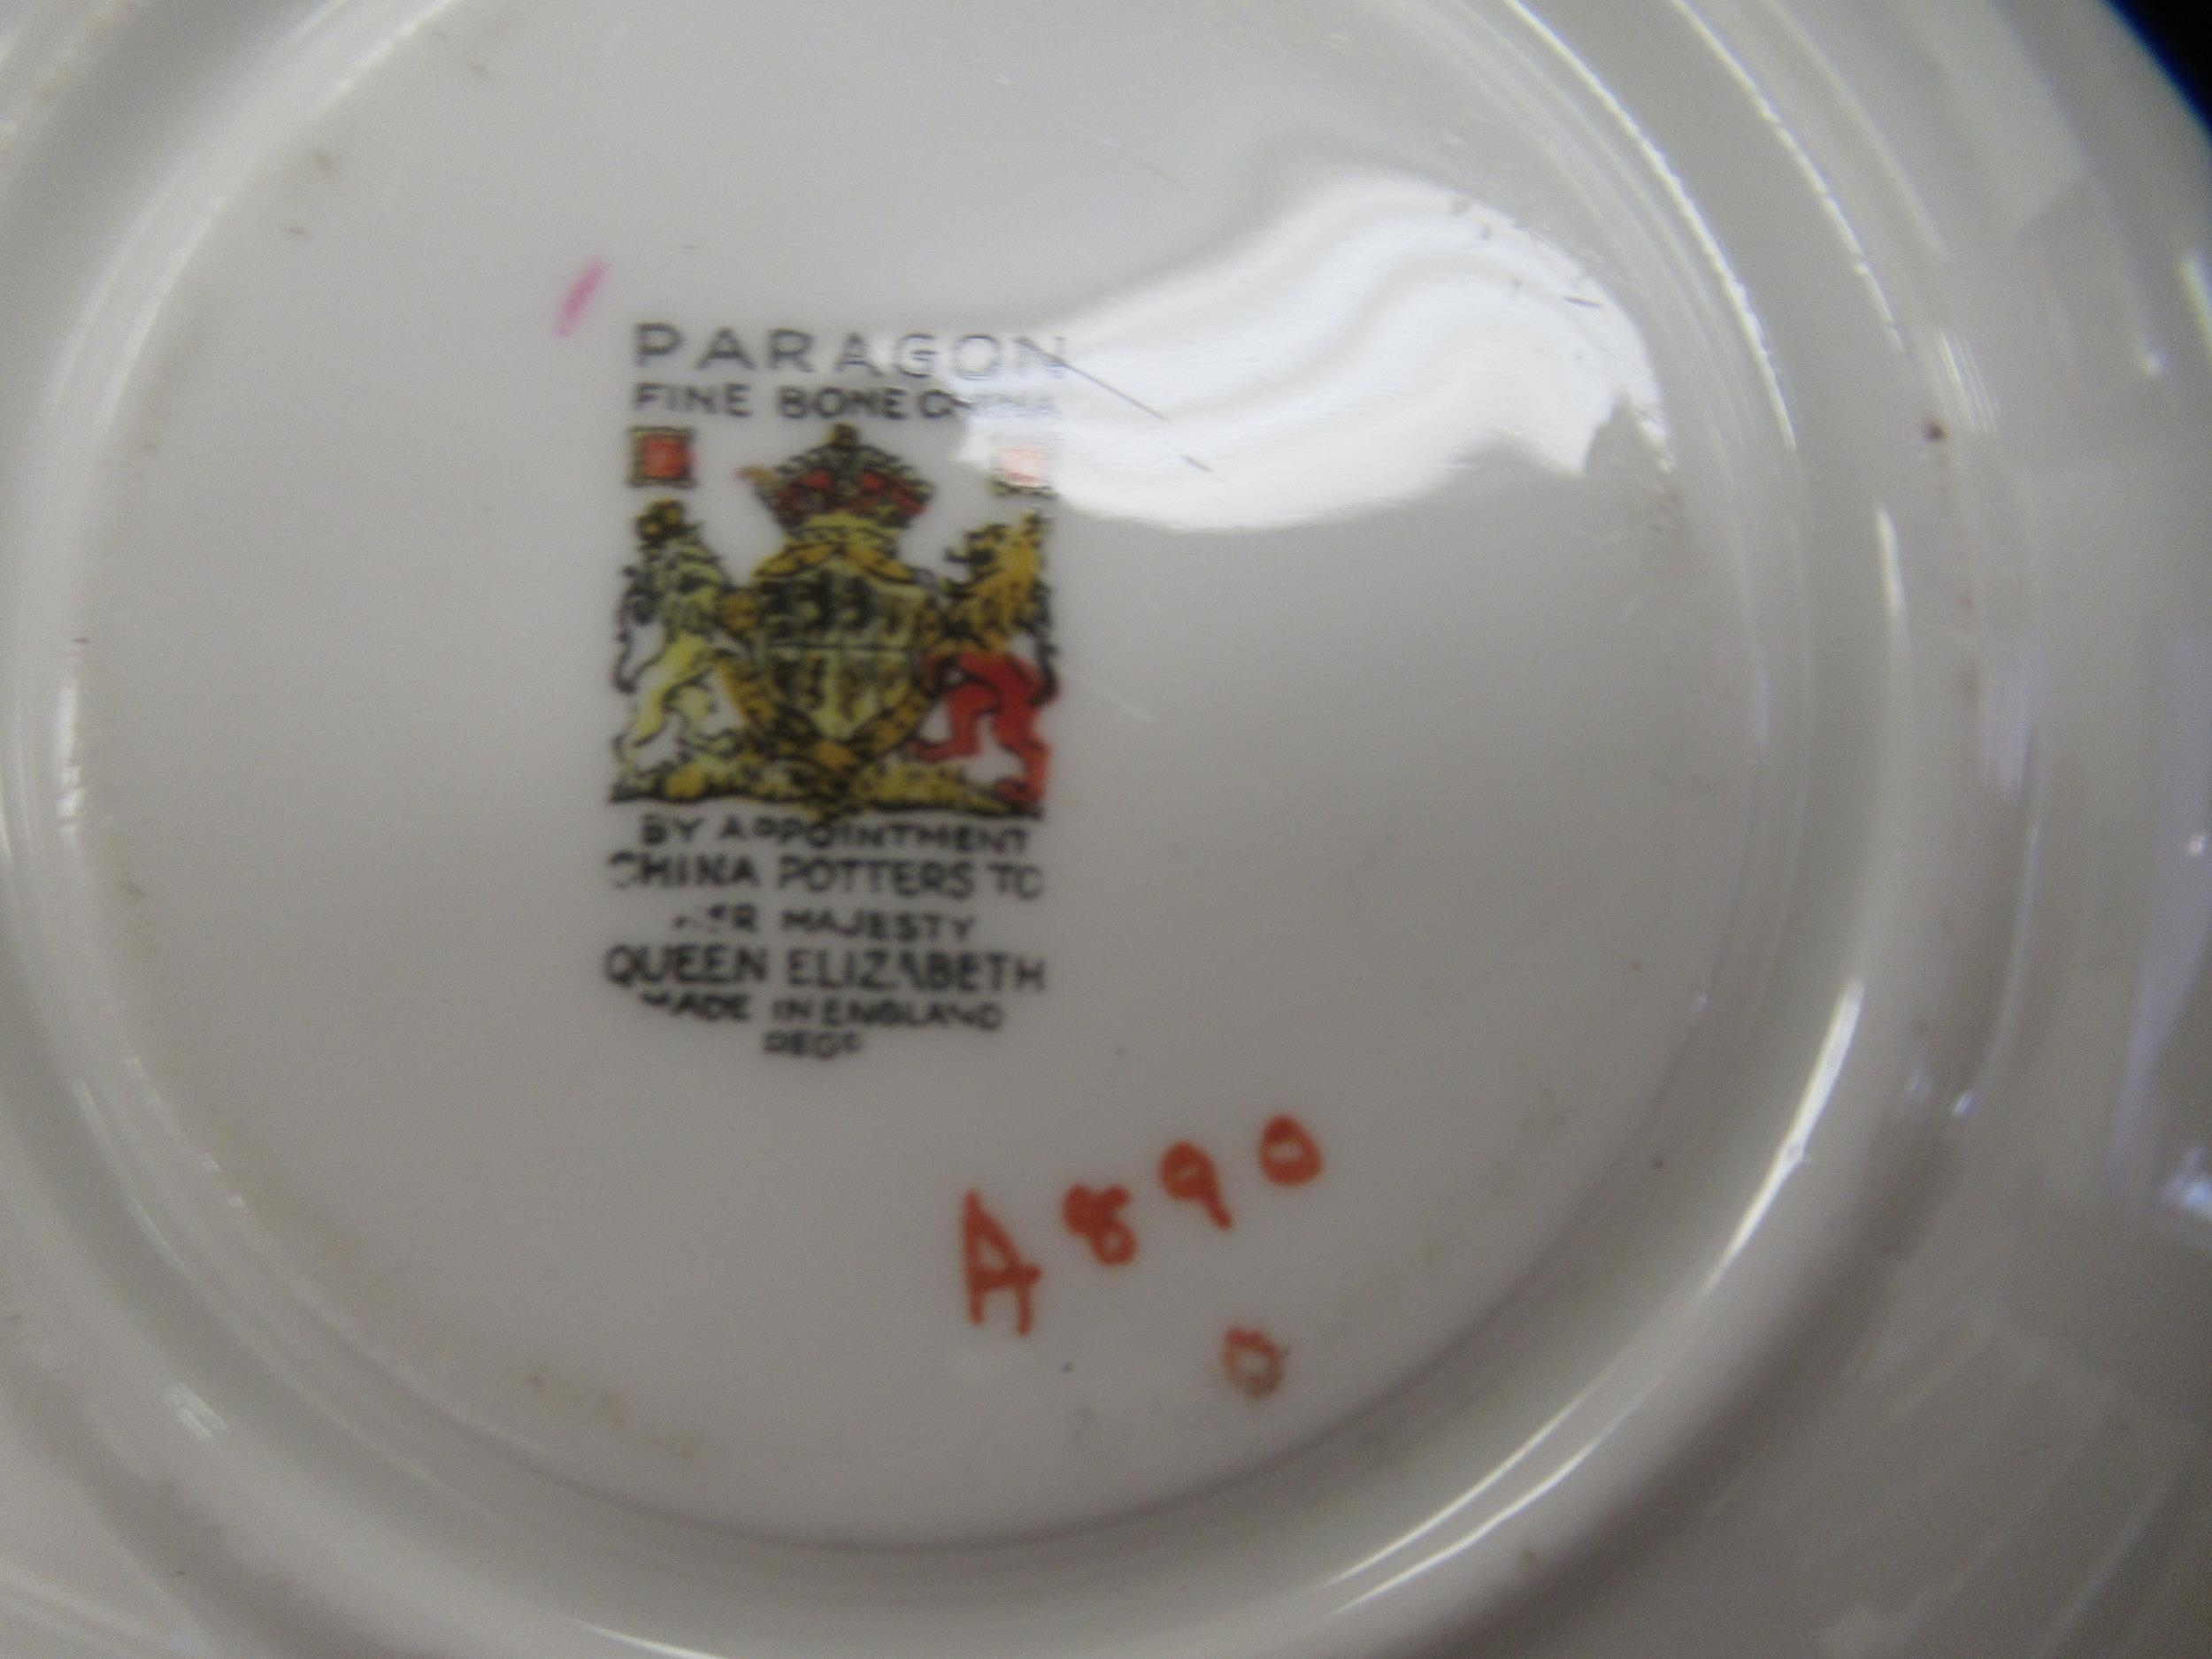 PARAGON
FINE BONE CHINA
BY APPOINTMENT
CHINA POTTERS TO
HER MAJESTY
QUEEN ELIZABETH
MADE IN ENGLAND
REGD
A890
O